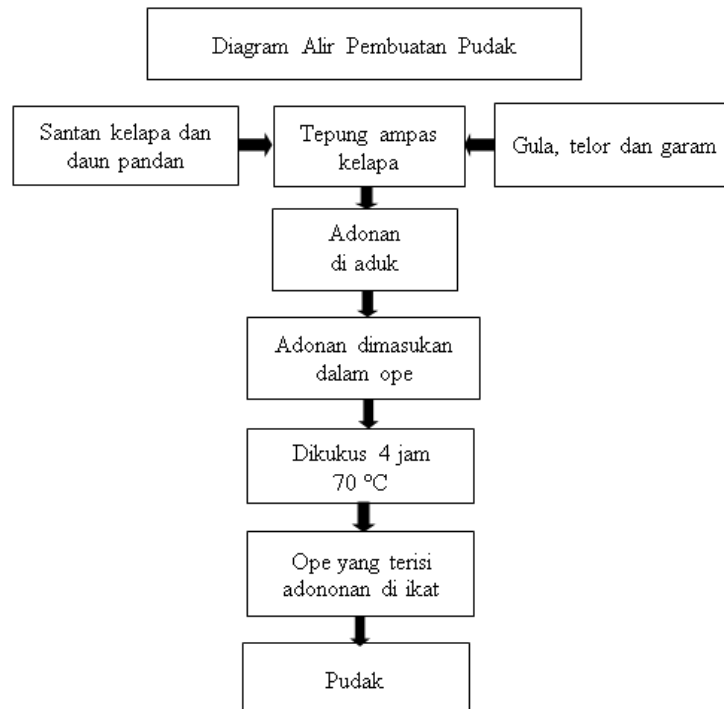 Diagram Alir Pembuatan Pudak
Santan kelapa dan
daun pandan
Tepung ampas
kelapa
Gula, telor dan garam
Adonan
di aduk
Adonan dimasukan
dalam ope
Dikukus 4 jam
70 °C
Ope yang terisi
adononan di ikat
Pudak